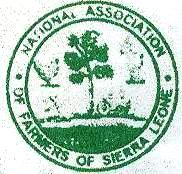 • NATIONAL ASSOCIATION •
OF FARMERS OF SIERRA LEONE